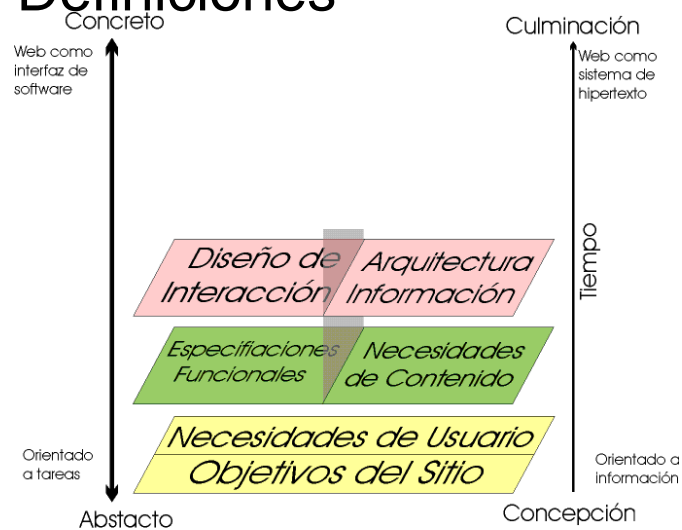 Definiciones
Concreto
Culminación
Web como
interfaz de
software
Web como
sistema de
hipertexto
Tiempo
Diseño de
Interacción
Arquitectura
Información
Especifiaciones
Funcionales
Necesidades
de Contenido
Necesidades de Usuario
Objetivos del Sitio
Orientado
a tareas
Orientado a
información
Abstacto
Concepción